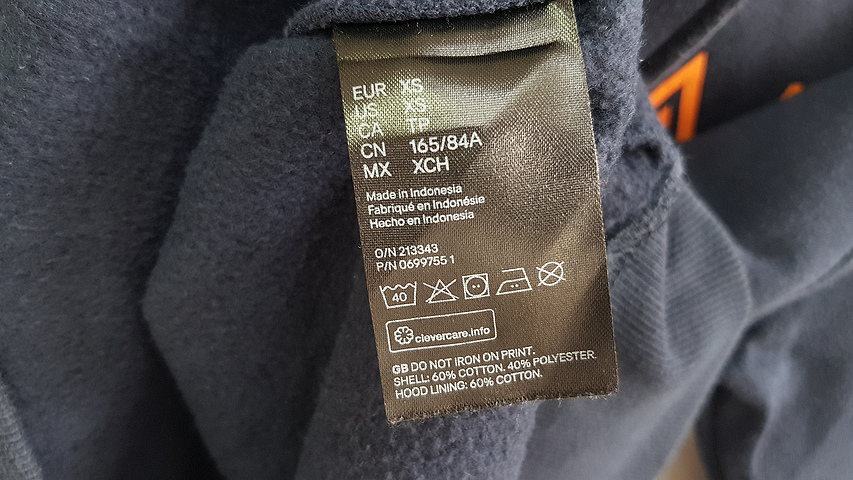 EUR XS
US XS
CA TP
CN 165/84A
MX XCH
Made in Indonesia
Fabriqué en Indonésie
Hecho en Indonesia
O/N 213343
P/N 0699755 1
40
clevercare.info
GB DO NOT IRON ON PRINT.
SHELL: 60% COTTON. 40% POLYESTER.
HOOD LINING: 60% COTTON.